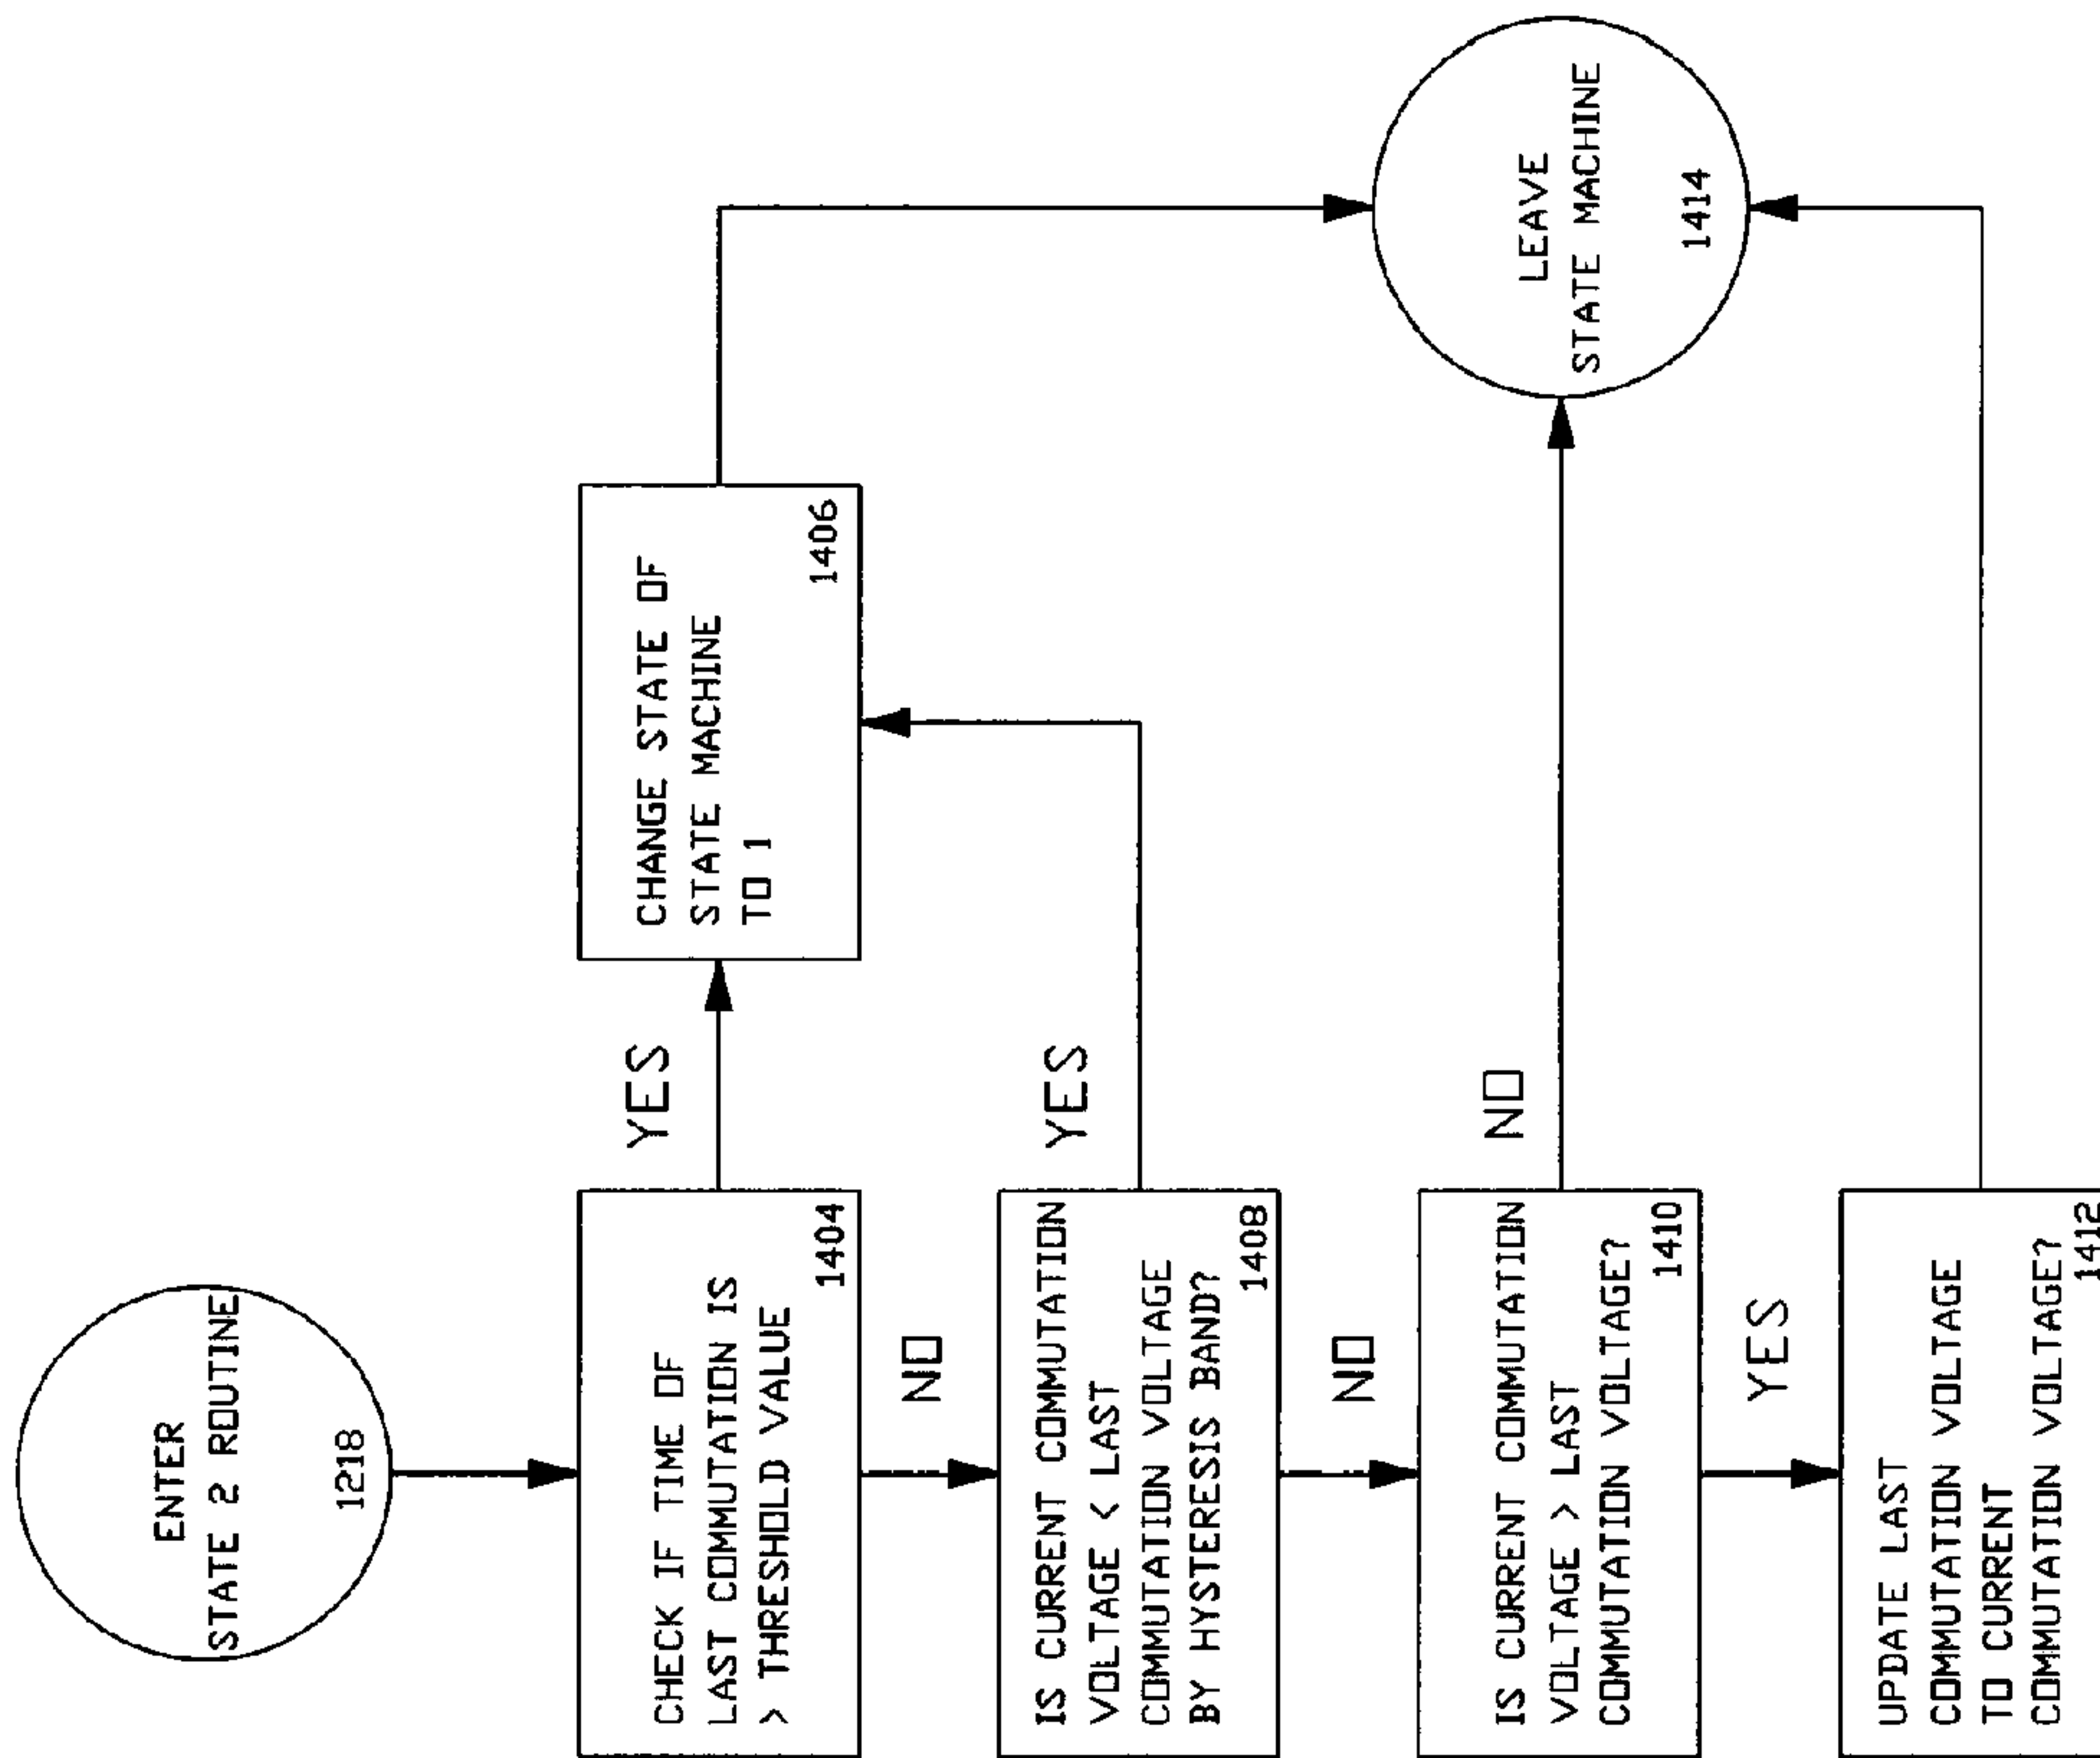 ENTER
STATE 2 ROUTINE
1218
CHECK IF TIME OF
LAST COMMUTATION IS
> THRESHOLD VALUE
1404
YES
CHANGE STATE OF
STATE MACHINE
TO 1
1406
NO
IS CURRENT COMMUTATION
VOLTAGE < LAST
COMMUTATION VOLTAGE
BY HYSTERESIS BAND?
1408
YES
NO
IS CURRENT COMMUTATION
VOLTAGE > LAST
COMMUTATION VOLTAGE?
1410
NO
LEAVE
STATE MACHINE
1414
YES
UPDATE LAST
COMMUTATION VOLTAGE
TO CURRENT
COMMUTATION VOLTAGE?
1412